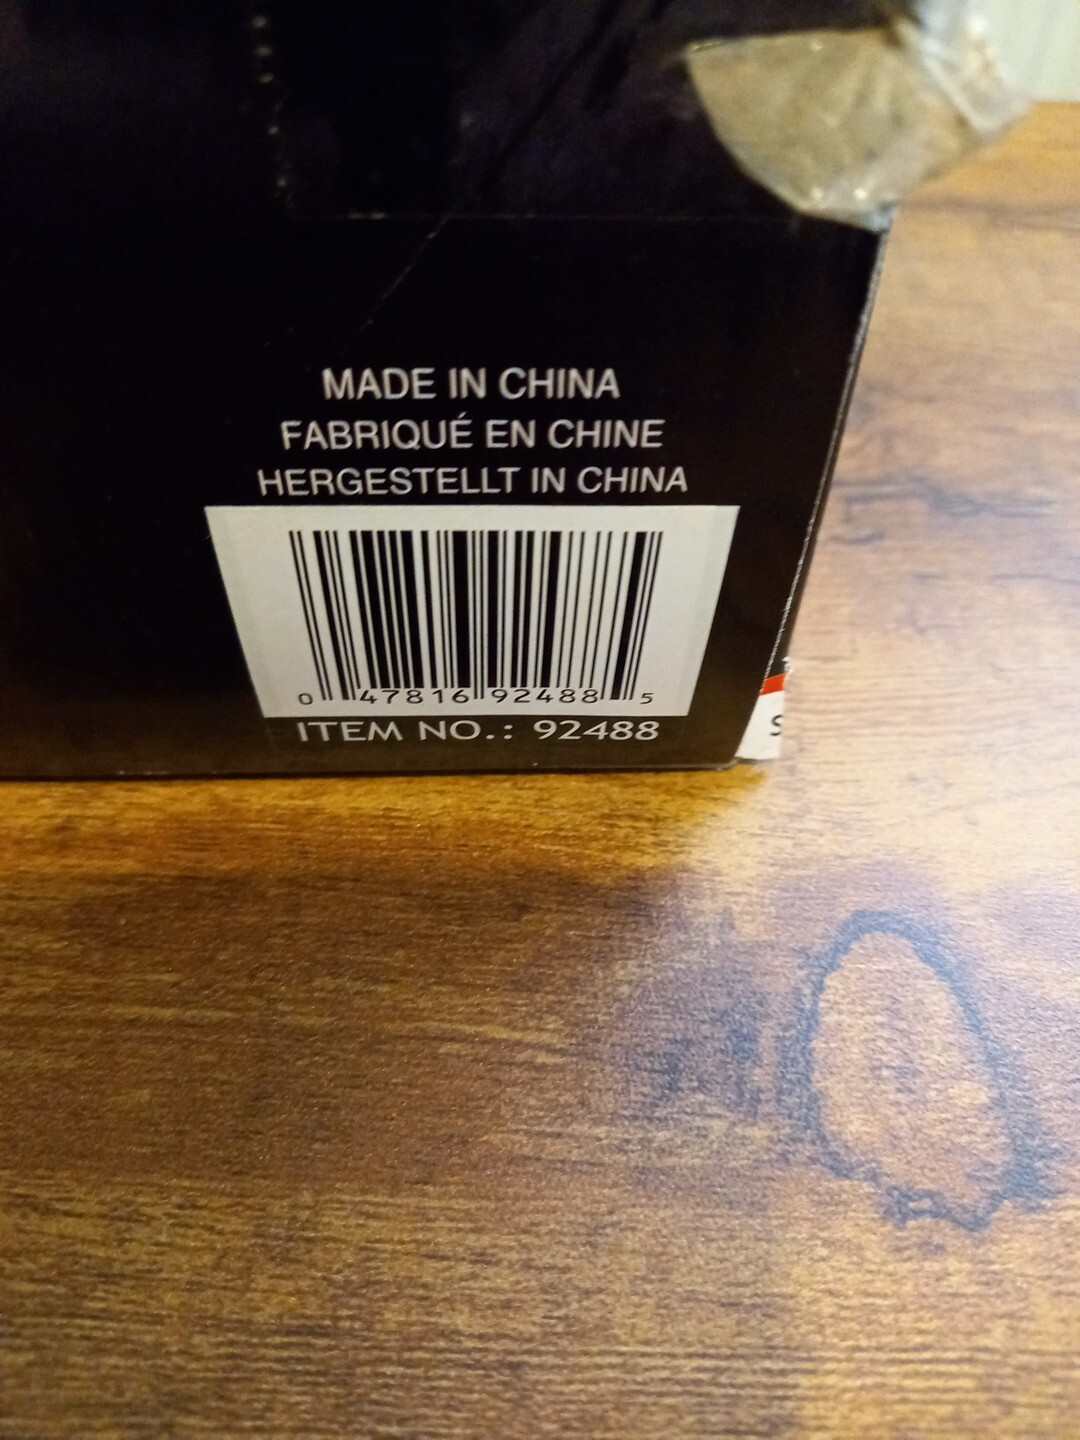 MADE IN CHINA
FABRIQUÉ EN CHINE
HERGESTELLT IN CHINA
0 47816 92488 5
ITEM NO.: 92488
S